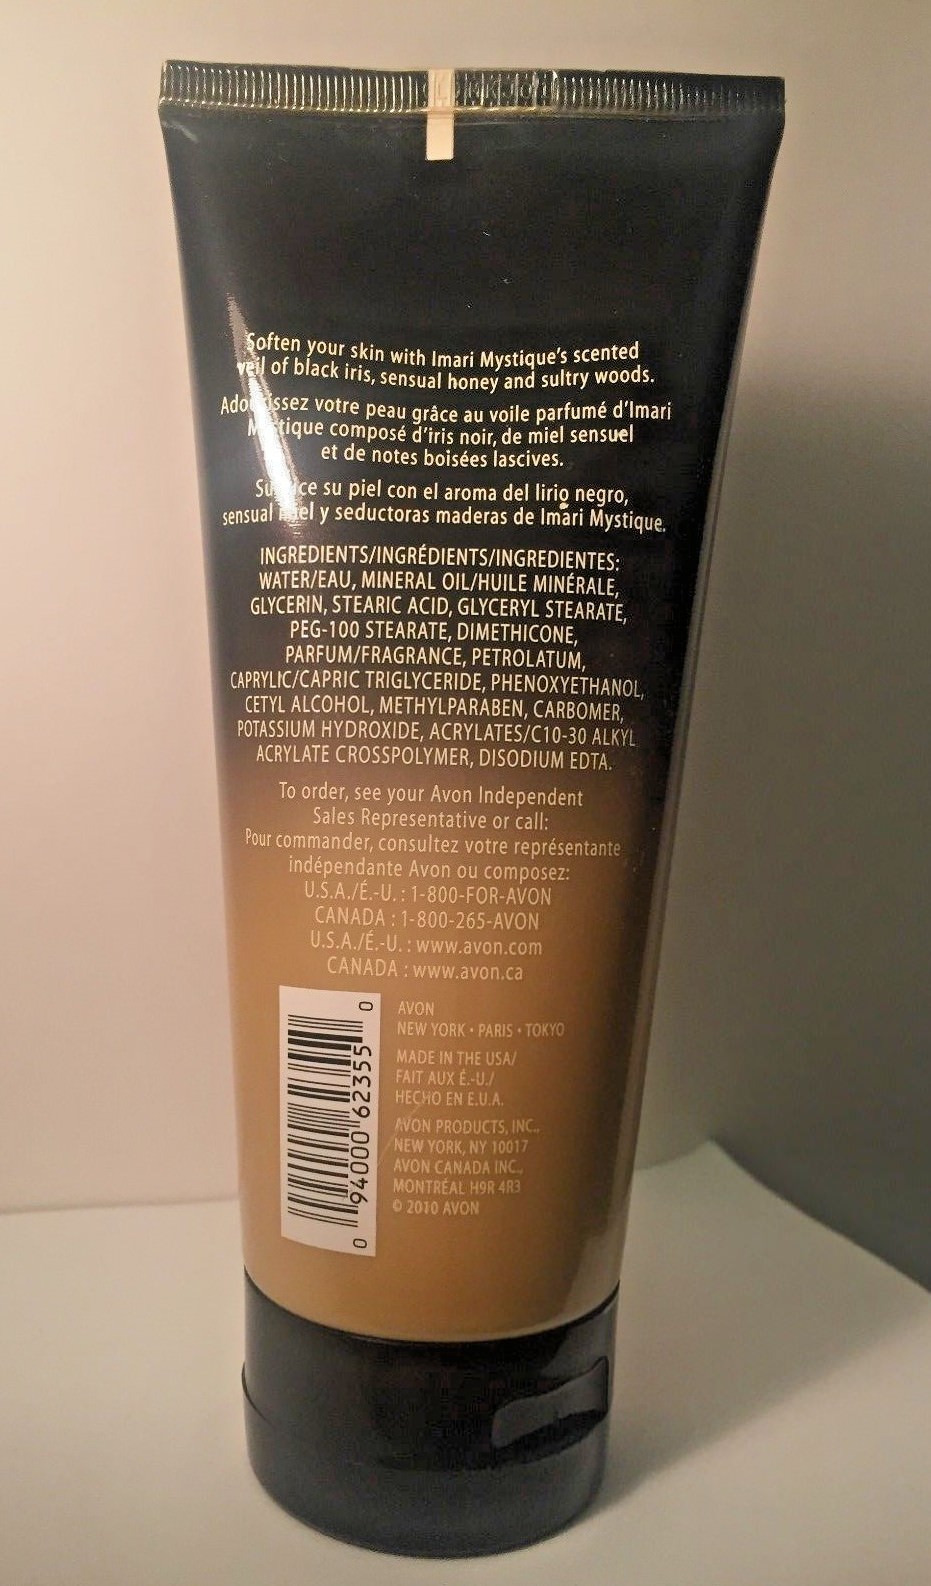 Soften your skin with Imari Mystique's scented
veil of black iris, sensual honey and sultry woods.
votre peau grâce au voile parfumé d'Imari
composé d'iris noir, de miel sensuel
et de notes boisées lascives.
su piel con el aroma del lirio negro,
sensual miel y seductoras maderas de Imari Mystique.
INGREDIENTS/INGRÉDIENTS/INGREDIENTES:
WATER/EAU, MINERAL OIL/HUILE MINÉRALE,
GLYCERIN, STEARIC ACID, GLYCERYL STEARATE,
PEG-100 STEARATE, DIMETHICONE,
PARFUM/FRAGRANCE, PETROLATUM,
CAPRYLIC/CAPRIC TRIGLYCERIDE, PHENOXYETHANOL,
CETYL ALCOHOL, METHYLPARABEN, CARBOMER,
POTASSIUM HYDROXIDE, ACRYLATES/C10-30 ALKYL
ACRYLATE CROSSPOLYMER, DISODIUM EDTA.
To order, see your Avon Independent
Sales Representative or call:
Pour commander, consultez votre représentante
indépendante Avon ou composez:
U.S.A./É.-U. : 1-800-FOR-AVON
CANADA : 1-800-265-AVON
U.S.A./É.-U. : www.avon.com
CANADA : www.avon.ca
AVON
NEW YORK • PARIS • TOKYO
MADE IN THE USA/
FAIT AUX É.-U./
HECHO EN E.U.A.
AVON PRODUCTS, INC.,
NEW YORK, NY 10017
AVON CANADA INC.,
MONTRÉAL H9R 4R3
© 2010 AVON
0 94000 62355 0